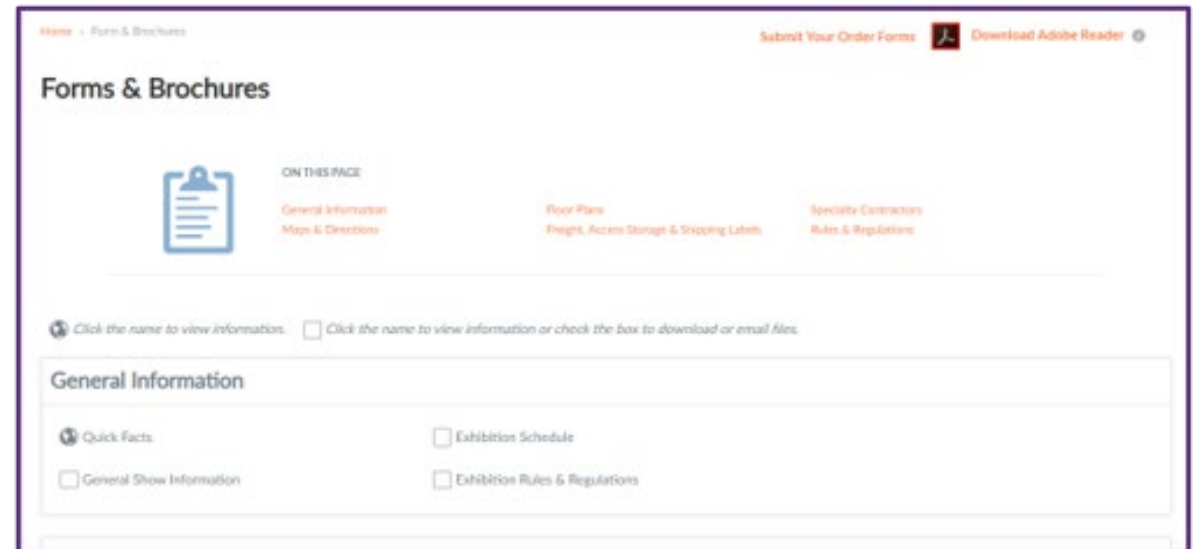 Home › Form & Brochures
Submit Your Order Forms Download Adobe Reader
Forms & Brochures
ON THIS PAGE
General Information Floor Plans Specialty Contractors
Maps & Directions Freight, Access Storage & Shipping Labels Rules & Regulations
Click the name to view information. Click the name to view information or check the box to download or email files.
General Information
Quick Facts Exhibition Schedule
General Show Information Exhibition Rules & Regulations